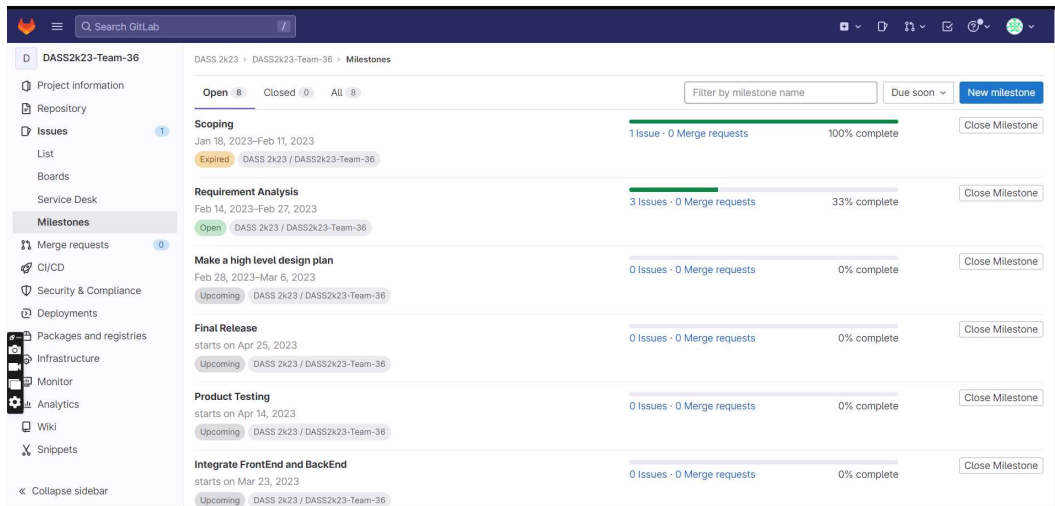 Search GitLab /
D DASS2k23-Team-36
Project information
Repository
Issues 1
List
Boards
Service Desk
Milestones
Merge requests 0
CI/CD
Security & Compliance
Deployments
Packages and registries
Infrastructure
Monitor
Analytics
Wiki
Snippets
« Collapse sidebar
DASS 2k23 › DASS2k23-Team-36 › Milestones
Open 8 Closed 0 All 8 Filter by milestone name Due soon New milestone
Scoping
Jan 18, 2023–Feb 11, 2023
Expired DASS 2k23 / DASS2k23-Team-36
1 Issue · 0 Merge requests 100% complete
Close Milestone
Requirement Analysis
Feb 14, 2023–Feb 27, 2023
Open DASS 2k23 / DASS2k23-Team-36
3 Issues · 0 Merge requests 33% complete
Close Milestone
Make a high level design plan
Feb 28, 2023–Mar 6, 2023
Upcoming DASS 2k23 / DASS2k23-Team-36
0 Issues · 0 Merge requests 0% complete
Close Milestone
Final Release
starts on Apr 25, 2023
Upcoming DASS 2k23 / DASS2k23-Team-36
0 Issues · 0 Merge requests 0% complete
Close Milestone
Product Testing
starts on Apr 14, 2023
Upcoming DASS 2k23 / DASS2k23-Team-36
0 Issues · 0 Merge requests 0% complete
Close Milestone
Integrate FrontEnd and BackEnd
starts on Mar 23, 2023
Upcoming DASS 2k23 / DASS2k23-Team-36
0 Issues · 0 Merge requests 0% complete
Close Milestone